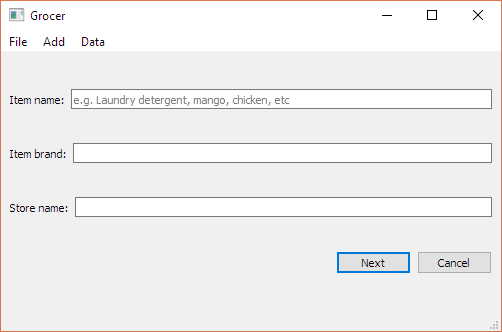 Grocer
File Add Data
Item name: e.g. Laundry detergent, mango, chicken, etc
Item brand:
Store name:
Next Cancel